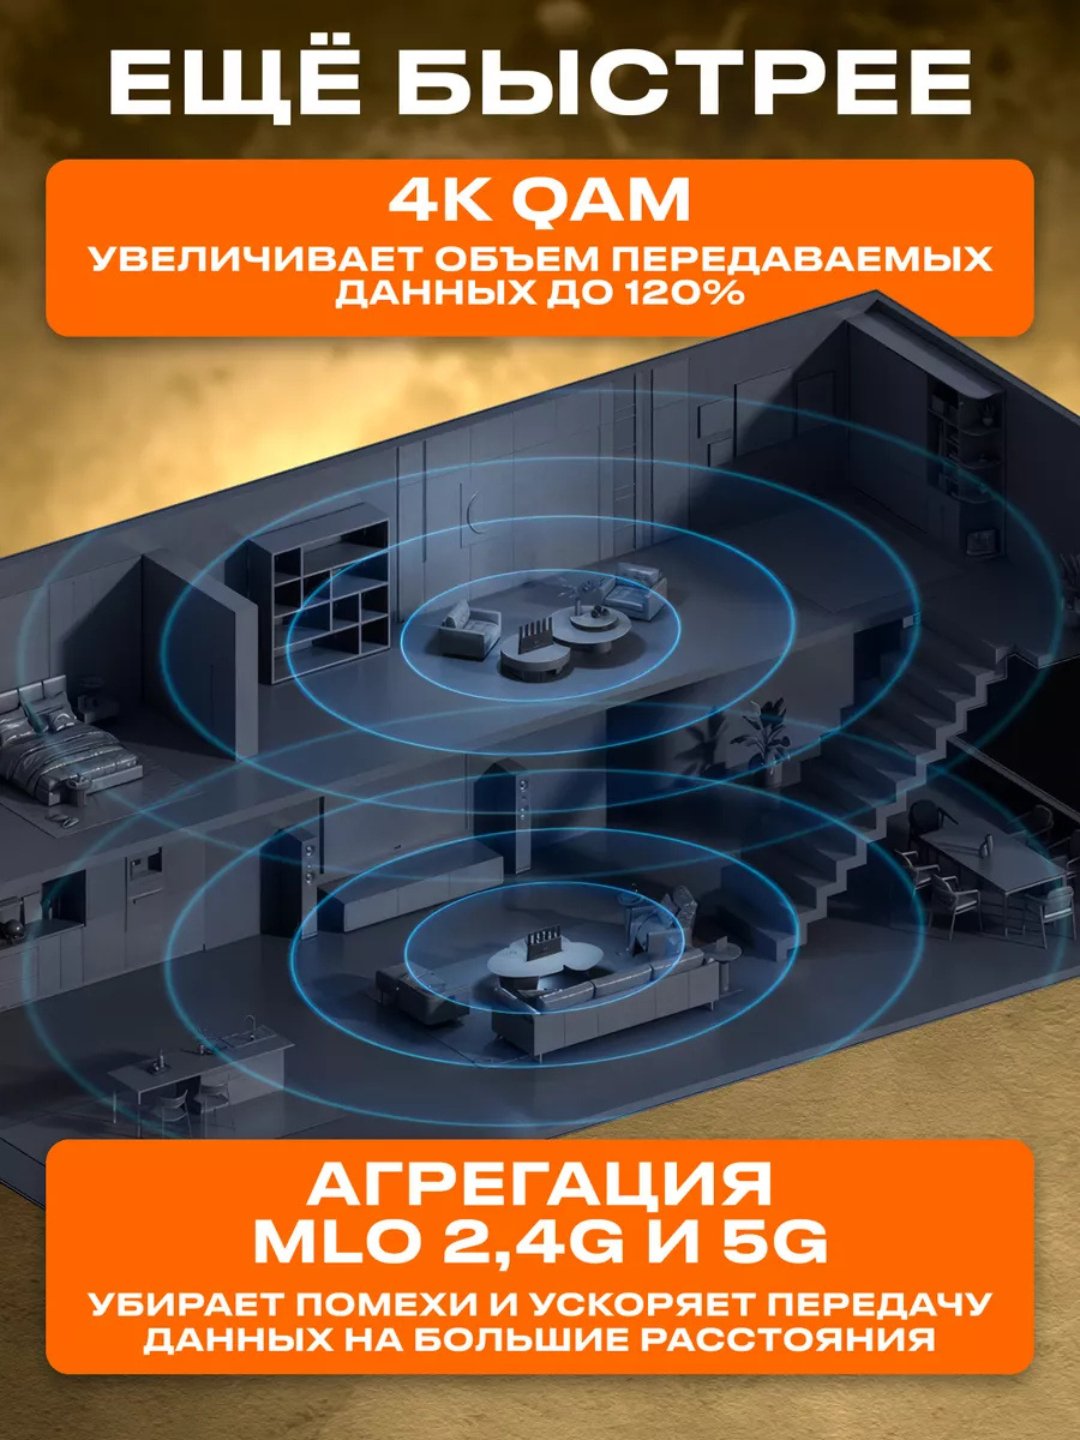 ЕЩЁ БЫСТРЕЕ
4K QAM
УВЕЛИЧИВАЕТ ОБЪЕМ ПЕРЕДАВАЕМЫХ
ДАННЫХ ДО 120%
АГРЕГАЦИЯ
MLO 2,4G И 5G
УБИРАЕТ ПОМЕХИ И УСКОРЯЕТ ПЕРЕДАЧУ
ДАННЫХ НА БОЛЬШИЕ РАССТОЯНИЯ